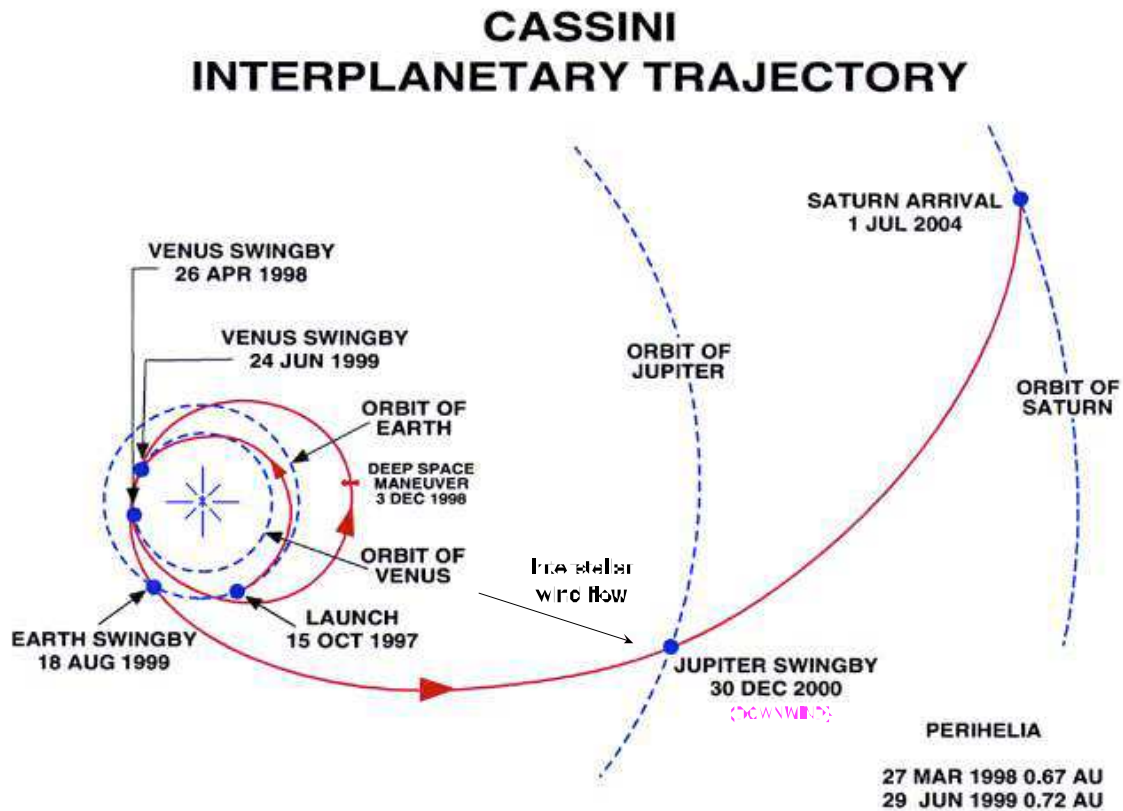 CASSINI
INTERPLANETARY TRAJECTORY
SATURN ARRIVAL
1 JUL 2004
VENUS SWINGBY
26 APR 1998
VENUS SWINGBY
24 JUN 1999
ORBIT OF
JUPITER
ORBIT OF
SATURN
ORBIT OF
EARTH
DEEP SPACE
MANEUVER
3 DEC 1998
ORBIT OF
VENUS
Interstellar
wind flow
LAUNCH
15 OCT 1997
EARTH SWINGBY
18 AUG 1999
JUPITER SWINGBY
30 DEC 2000
(DOWNWIND)
PERIHELIA
27 MAR 1998 0.67 AU
29 JUN 1999 0.72 AU